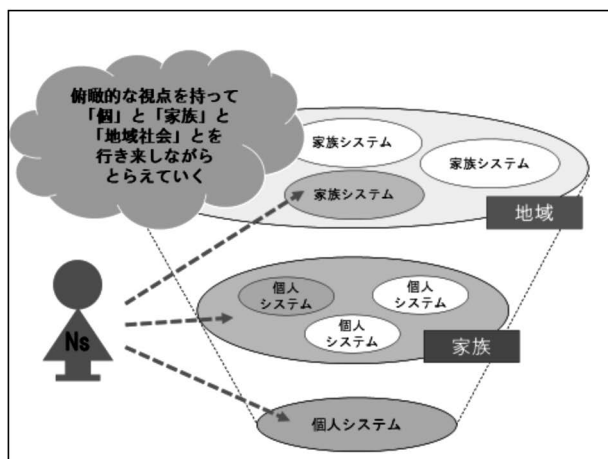 俯瞰的な視点を持って
「個」と「家族」と
「地域社会」とを
行き来しながら
とらえていく
家族システム
家族システム
家族システム
地域
個人
システム
個人
システム
個人
システム
家族
Ns
個人システム